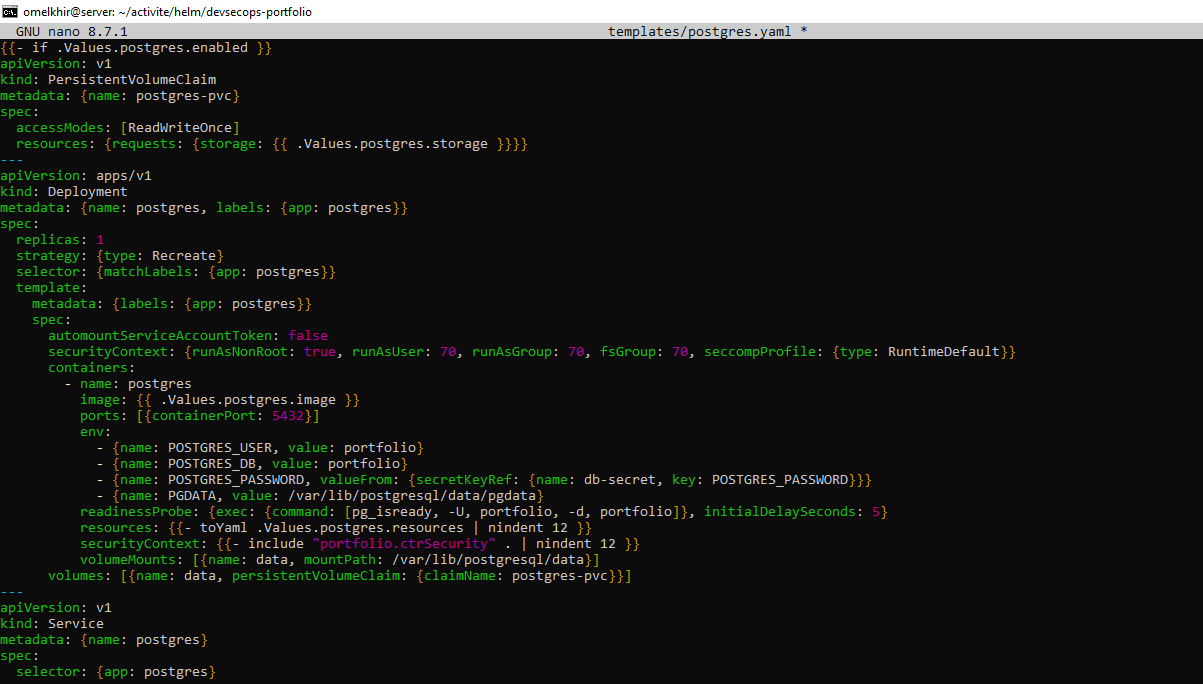 omelkhir@server: ~/activite/helm/devsecops-portfolio
GNU nano 8.7.1 templates/postgres.yaml *
{{- if .Values.postgres.enabled }}
apiVersion: v1
kind: PersistentVolumeClaim
metadata: {name: postgres-pvc}
spec:
  accessModes: [ReadWriteOnce]
  resources: {requests: {storage: {{ .Values.postgres.storage }}}}
---
apiVersion: apps/v1
kind: Deployment
metadata: {name: postgres, labels: {app: postgres}}
spec:
  replicas: 1
  strategy: {type: Recreate}
  selector: {matchLabels: {app: postgres}}
  template:
    metadata: {labels: {app: postgres}}
    spec:
      automountServiceAccountToken: false
      securityContext: {runAsNonRoot: true, runAsUser: 70, runAsGroup: 70, fsGroup: 70, seccompProfile: {type: RuntimeDefault}}
      containers:
        - name: postgres
          image: {{ .Values.postgres.image }}
          ports: [{containerPort: 5432}]
          env:
            - {name: POSTGRES_USER, value: portfolio}
            - {name: POSTGRES_DB, value: portfolio}
            - {name: POSTGRES_PASSWORD, valueFrom: {secretKeyRef: {name: db-secret, key: POSTGRES_PASSWORD}}}
            - {name: PGDATA, value: /var/lib/postgresql/data/pgdata}
          readinessProbe: {exec: {command: [pg_isready, -U, portfolio, -d, portfolio]}, initialDelaySeconds: 5}
          resources: {{- toYaml .Values.postgres.resources | nindent 12 }}
          securityContext: {{- include "portfolio.ctrSecurity" . | nindent 12 }}
          volumeMounts: [{name: data, mountPath: /var/lib/postgresql/data}]
      volumes: [{name: data, persistentVolumeClaim: {claimName: postgres-pvc}}]
---
apiVersion: v1
kind: Service
metadata: {name: postgres}
spec:
  selector: {app: postgres}